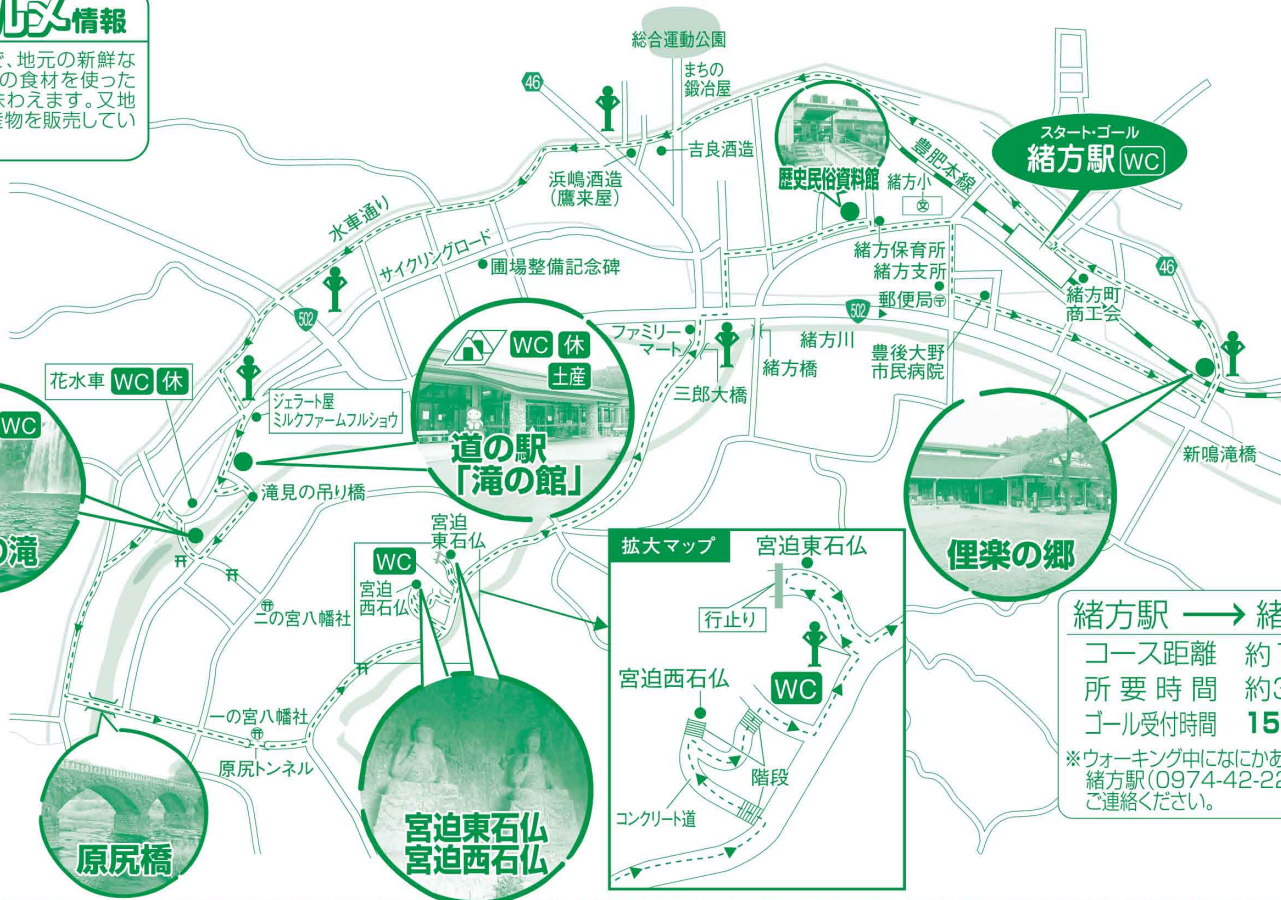 ルメ情報
で、地元の新鮮な
の食材を使った
味わえます。又地
産物を販売してい
総合運動公園
まちの
鍛冶屋
46
吉良酒造
浜嶋酒造
(鷹来屋)
歴史民俗資料館
緒方小
文
豊肥本線
スタート・ゴール
緒方駅 WC
水車通り
サイクリングロード
圃場整備記念碑
緒方保育所
緒方支所
郵便局〒
46
緒方町
商工会
502
502
ファミリー
マート
緒方川
緒方橋
豊後大野
市民病院
三郎大橋
新鳴滝橋
花水車 WC 休
ジェラート屋
ミルクファームフルショウ
WC 休
土産
道の駅
「滝の館」
WC
の滝
滝見の吊り橋
宮迫
東石仏
WC
宮迫
西石仏
二の宮八幡社
一の宮八幡社
原尻トンネル
原尻橋
宮迫東石仏
宮迫西石仏
拡大マップ
宮迫東石仏
行止り
宮迫西石仏
WC
階段
コンクリート道
俚楽の郷
緒方駅 → 緒
コース距離 約
所要時間 約3
ゴール受付時間 15
※ウォーキング中になにかあ
緒方駅(0974-42-22
ご連絡ください。